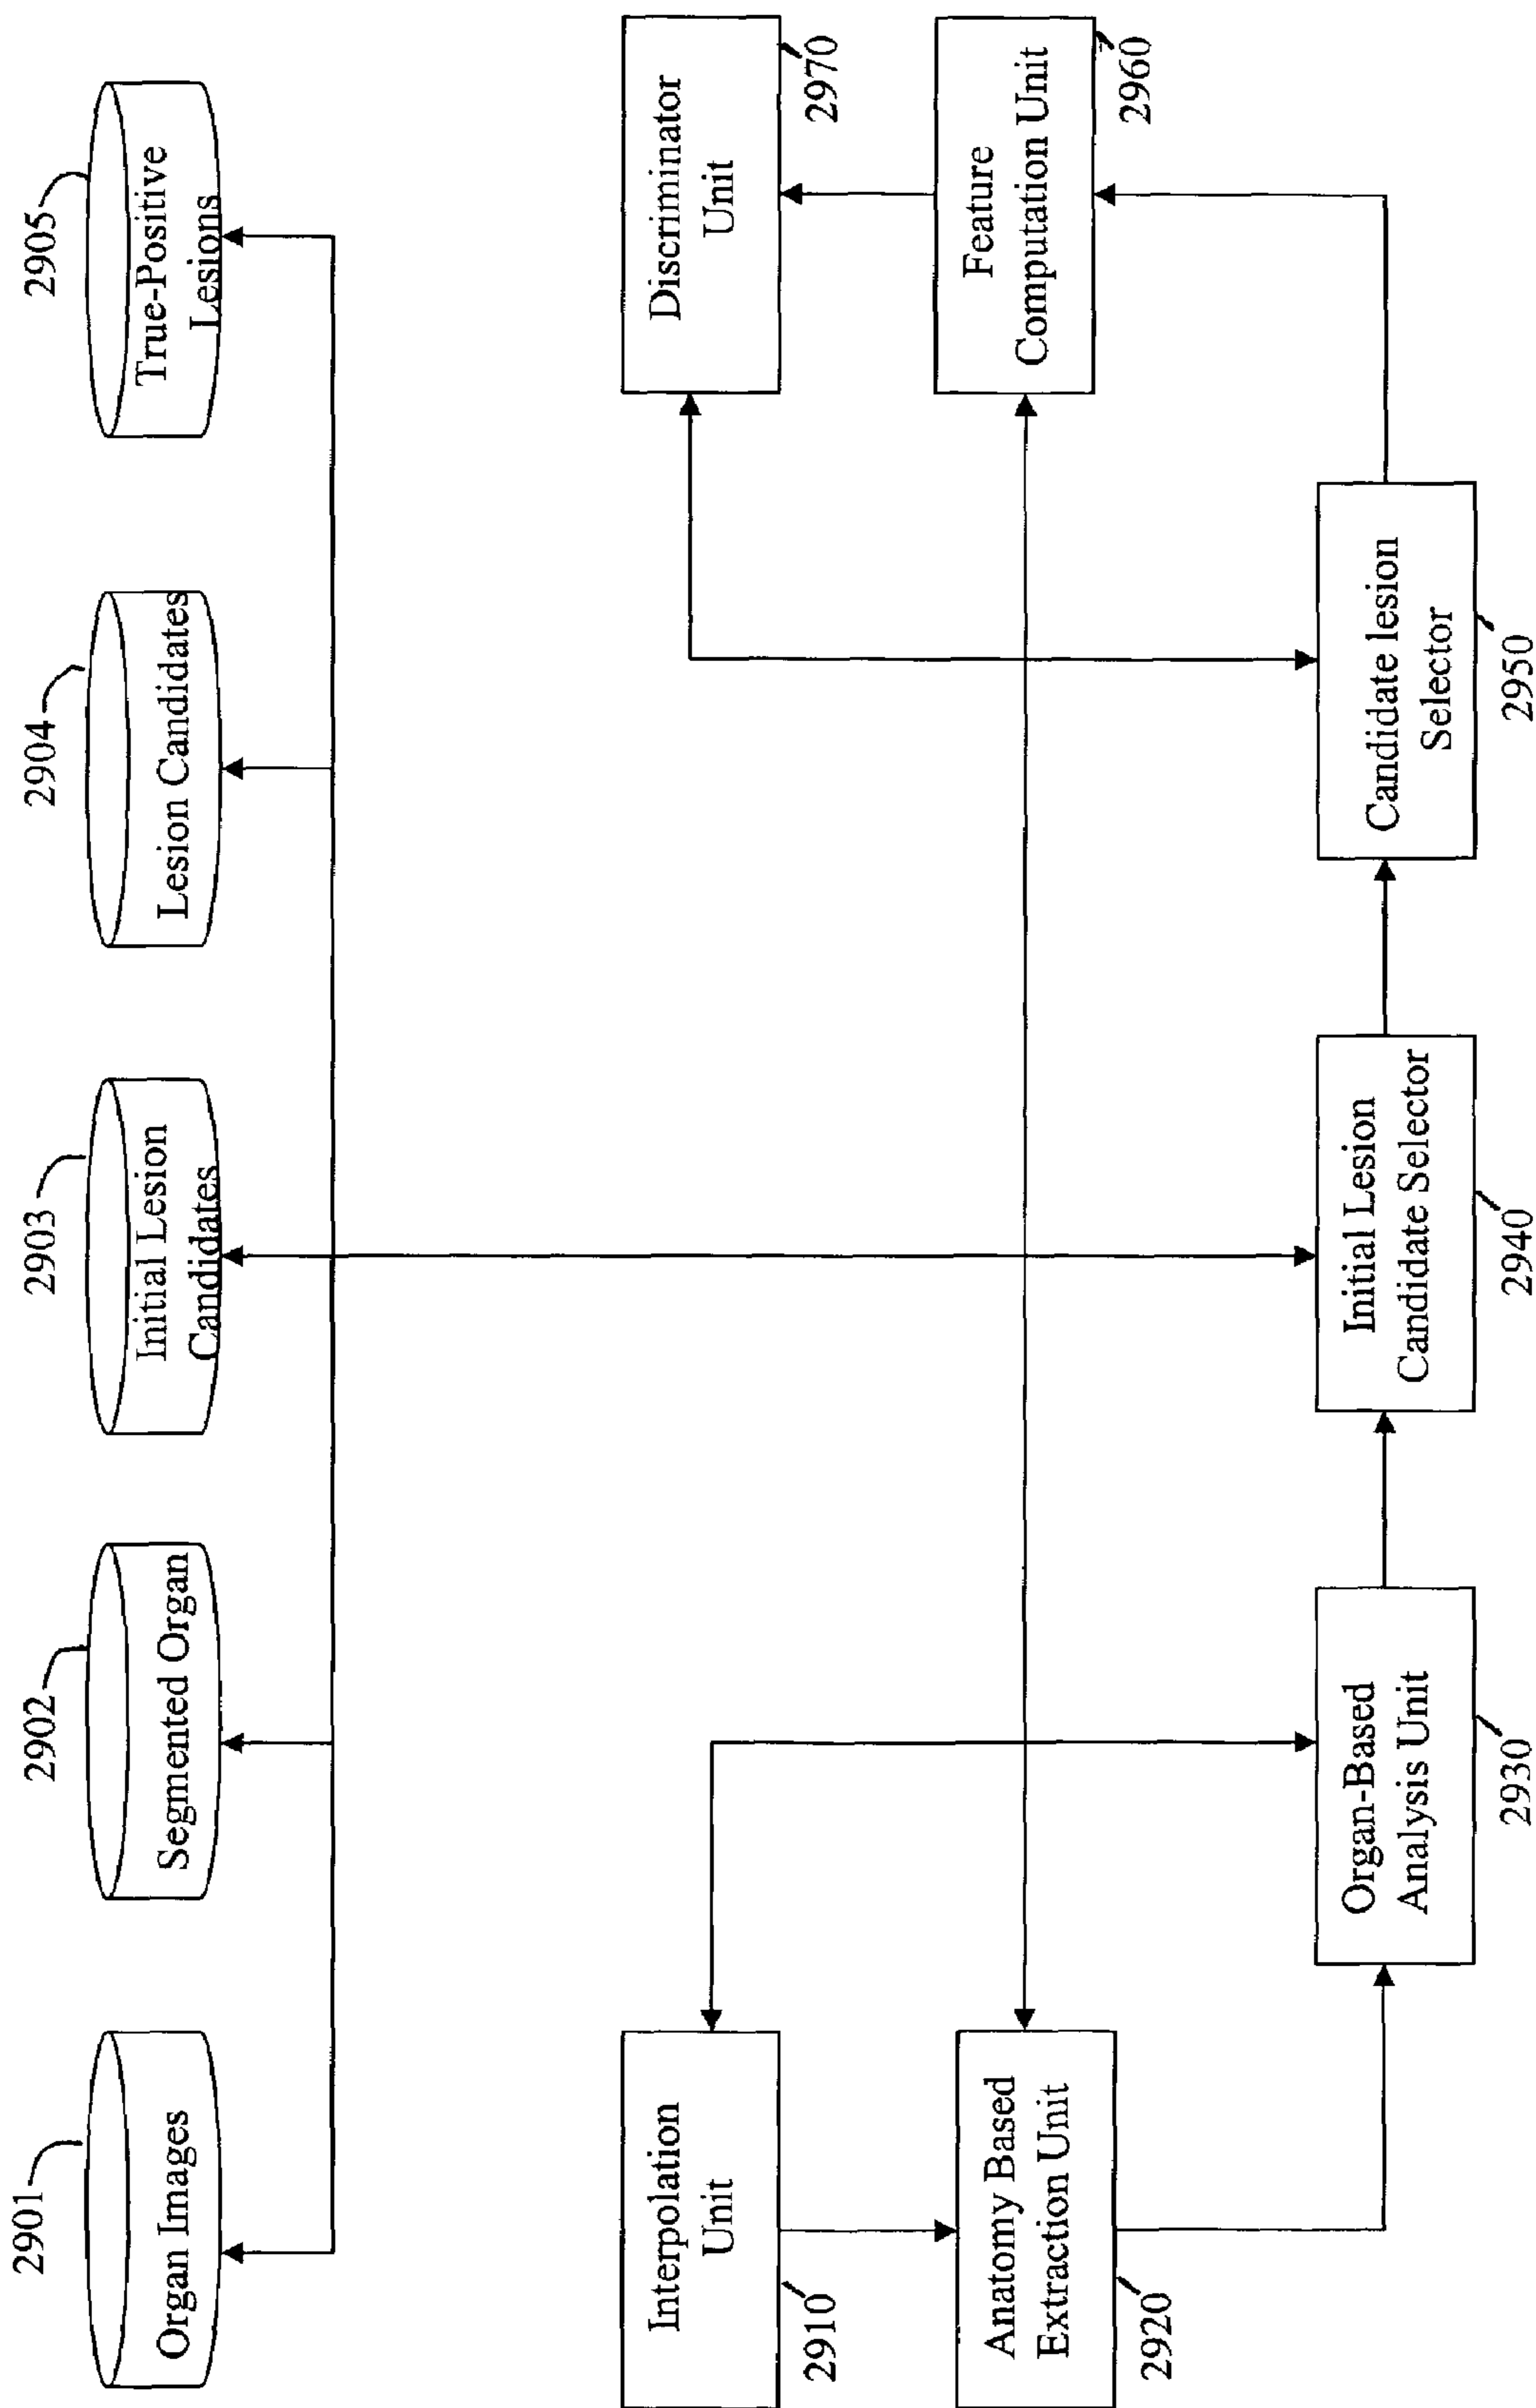 2901
2902
2903
2904
2905
Organ Images
Segmented Organ
Initial Lesion
Candidates
Lesion Candidates
True-Positive
Lesions
Interpolation
Unit
2910
Discriminator
Unit
2970
Anatomy Based
Extraction Unit
2920
Feature
Computation Unit
2960
Organ-Based
Analysis Unit
2930
Initial Lesion
Candidate Selector
2940
Candidate lesion
Selector
2950